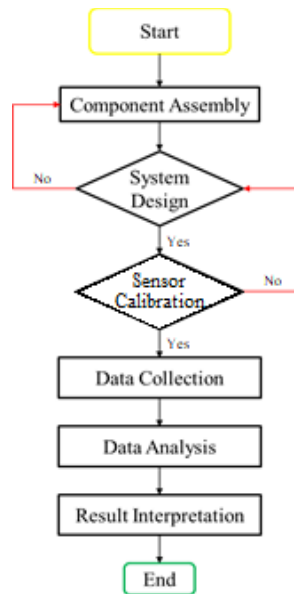 Start
Component Assembly
No
System
Design
Yes
Sensor
Calibration
No
Yes
Data Collection
Data Analysis
Result Interpretation
End